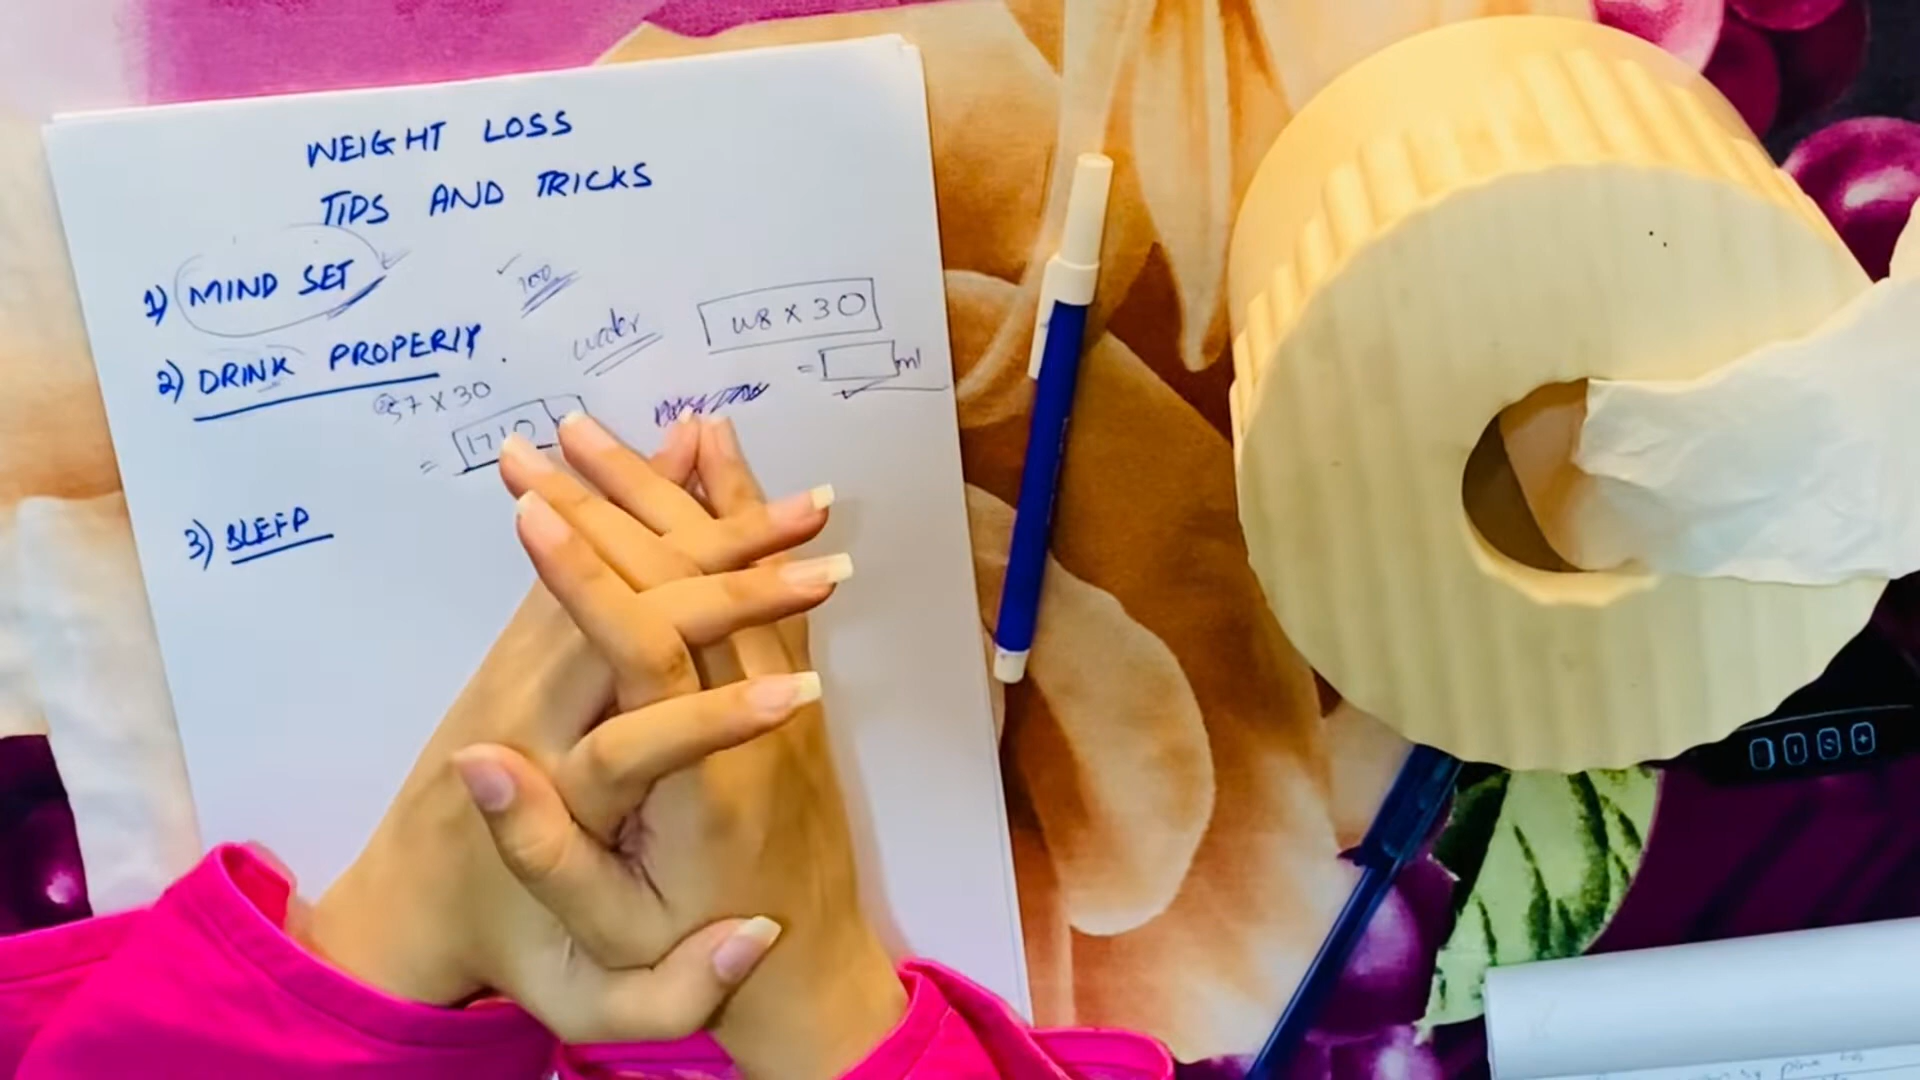 WEIGHT LOSS
TIPS AND TRICKS
1) MIND SET
100
2) DRINK PROPERLY.
water
48 X 30
= ml
57 X 30
= 1710
3) SLEEP